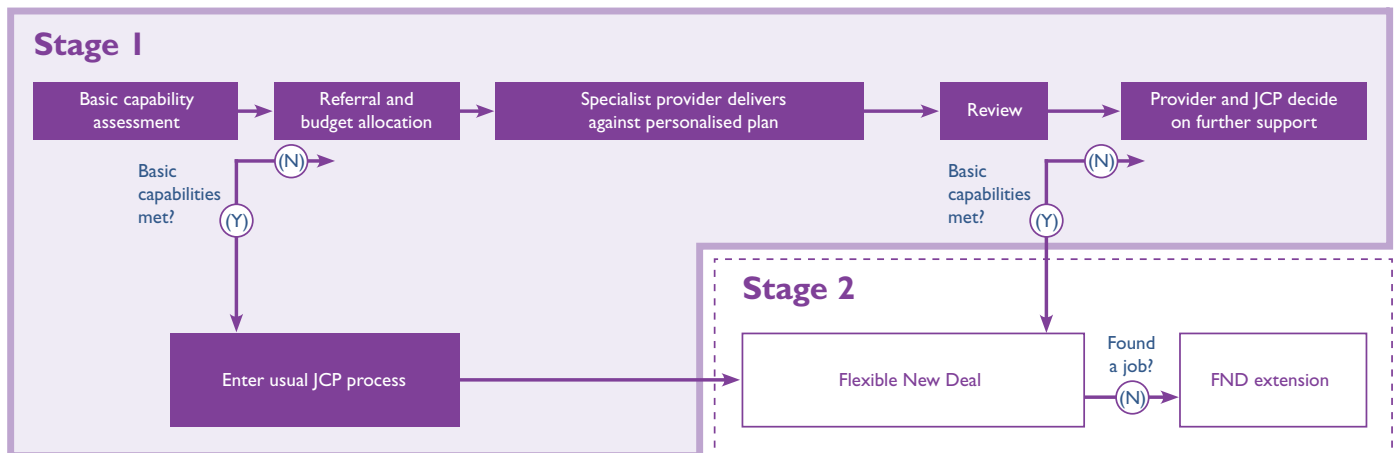 Stage 1
Basic capability
assessment
Referral and
budget allocation
Specialist provider delivers
against personalised plan
Review
Provider and JCP decide
on further support
Basic
capabilities
met?
(N)
(Y)
Basic
capabilities
met?
(N)
(Y)
Enter usual JCP process
Stage 2
Flexible New Deal
Found
a job?
(N)
FND extension